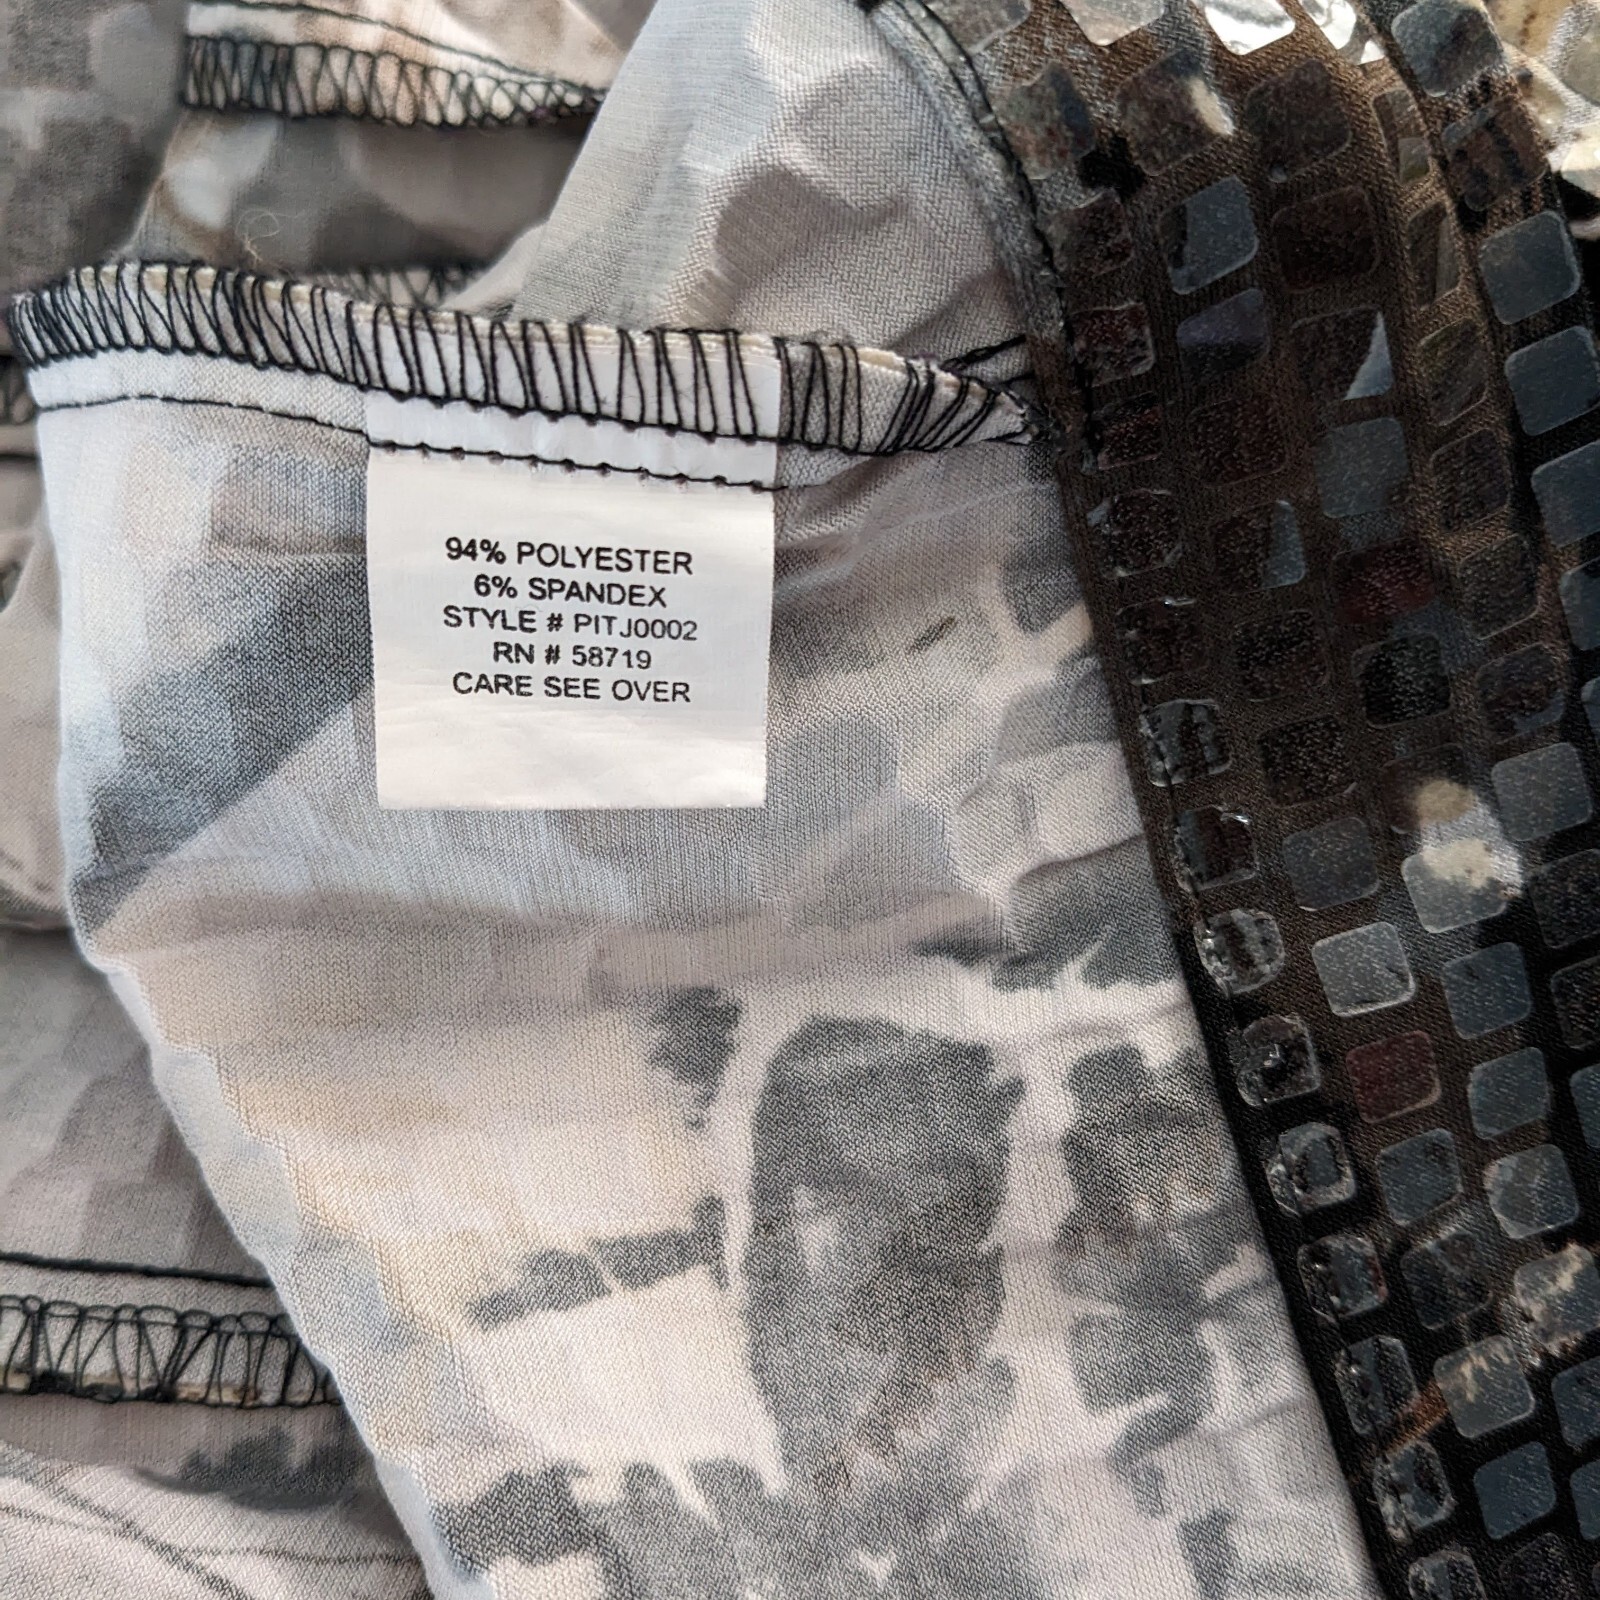 94% POLYESTER
6% SPANDEX
STYLE # PITJ0002
RN # 58719
CARE SEE OVER